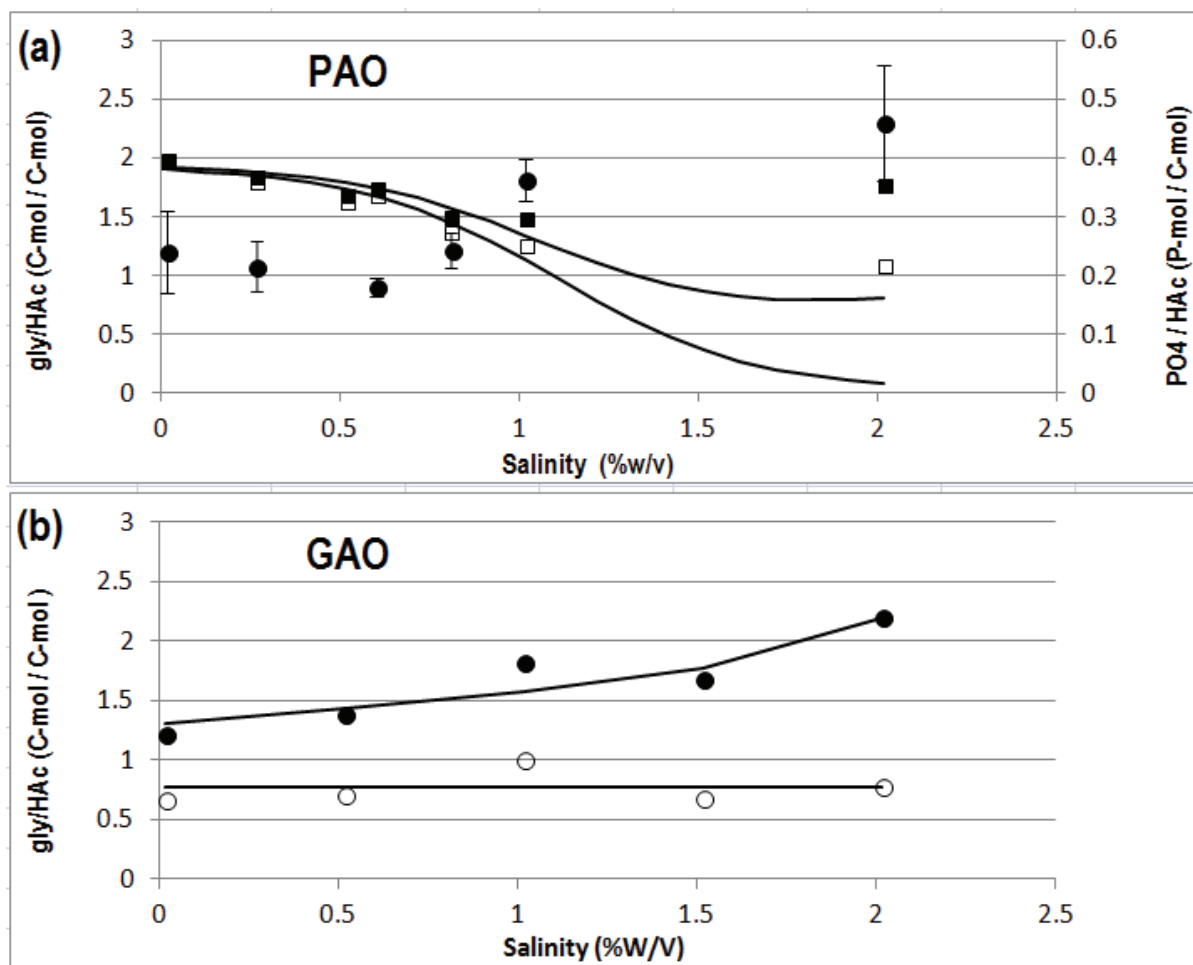 (a)
PAO
3
2.5
2
1.5
1
0.5
0
0.6
0.5
0.4
0.3
0.2
0.1
0
gly/HAc (C-mol / C-mol)
PO4 / HAc (P-mol / C-mol)
0 0.5 1 1.5 2 2.5
Salinity (%w/v)
(b)
GAO
3
2.5
2
1.5
1
0.5
0
gly/HAc (C-mol / C-mol)
0 0.5 1 1.5 2 2.5
Salinity (%W/V)